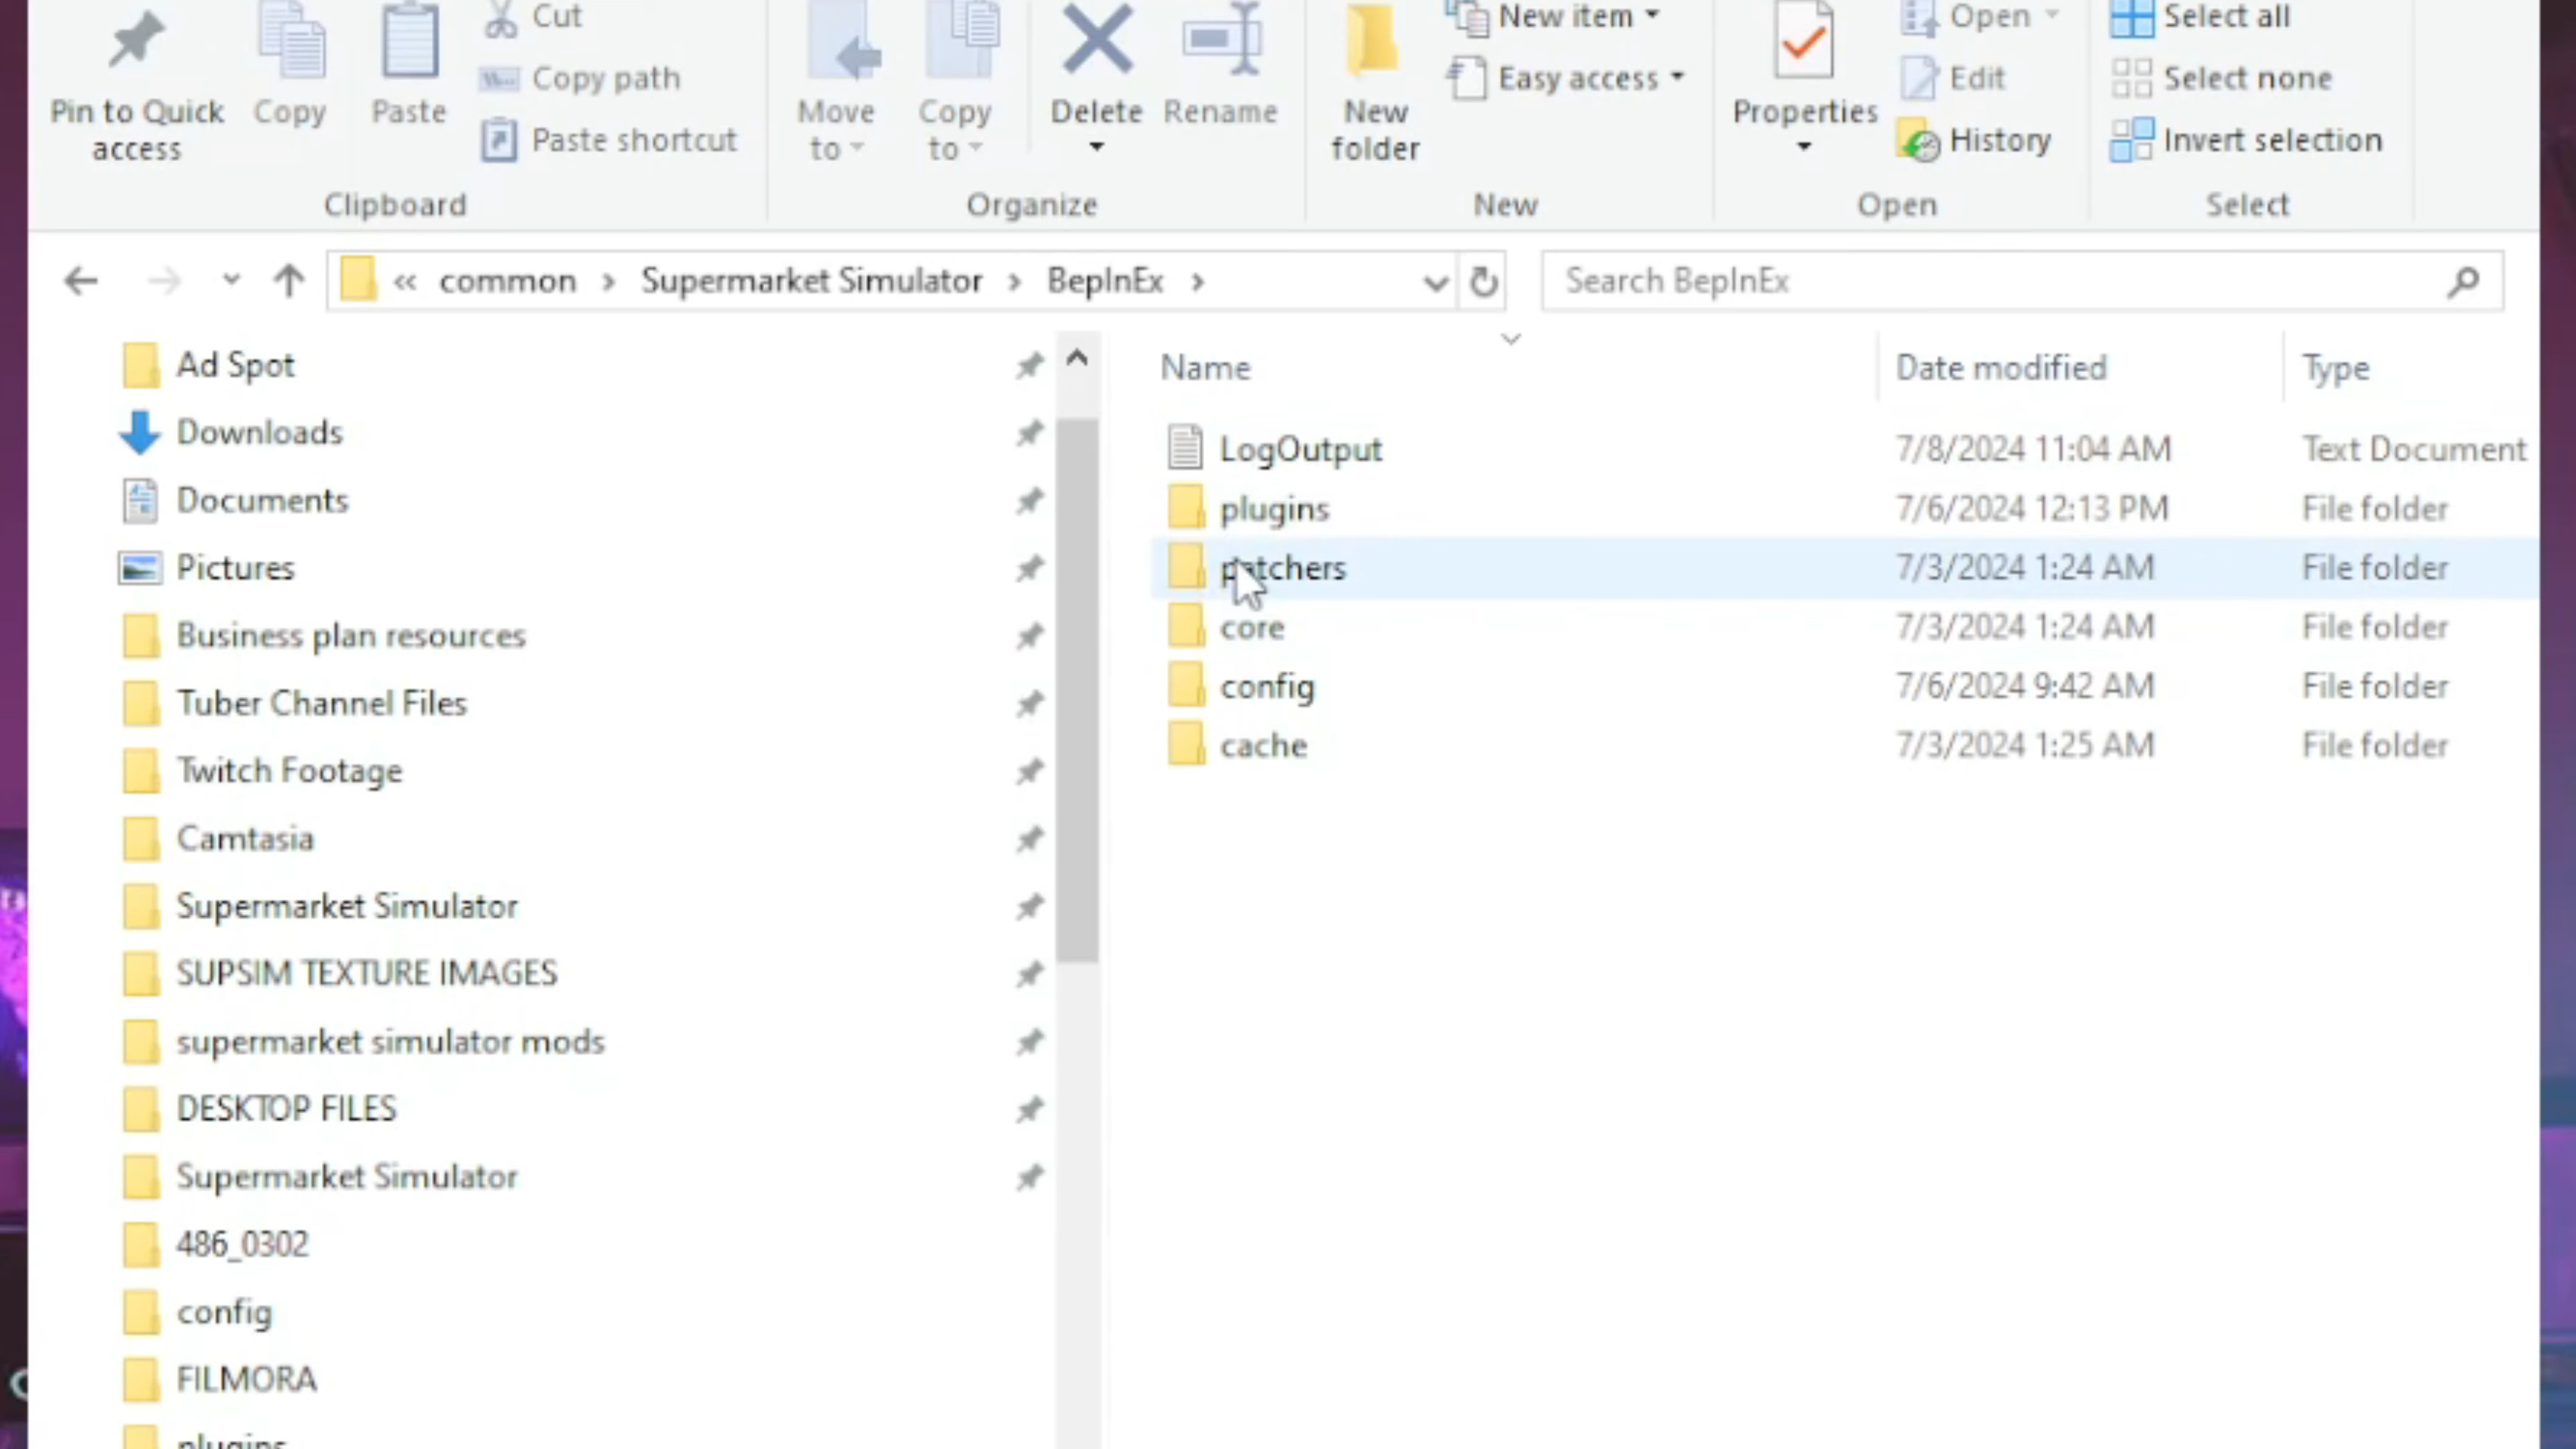 Cut
Copy path
Paste shortcut
Pin to Quick
access
Copy
Paste
Clipboard
Move
to
Copy
to
Delete
Rename
Organize
New
folder
New item
Easy access
New
Properties
Open
Edit
History
Open
Select all
Select none
Invert selection
Select
« common › Supermarket Simulator › BepInEx ›
Search BepInEx
Ad Spot
Downloads
Documents
Pictures
Business plan resources
Tuber Channel Files
Twitch Footage
Camtasia
Supermarket Simulator
SUPSIM TEXTURE IMAGES
supermarket simulator mods
DESKTOP FILES
Supermarket Simulator
486_0302
config
FILMORA
plugins
Name Date modified Type
LogOutput 7/8/2024 11:04 AM Text Document
plugins 7/6/2024 12:13 PM File folder
patchers 7/3/2024 1:24 AM File folder
core 7/3/2024 1:24 AM File folder
config 7/6/2024 9:42 AM File folder
cache 7/3/2024 1:25 AM File folder